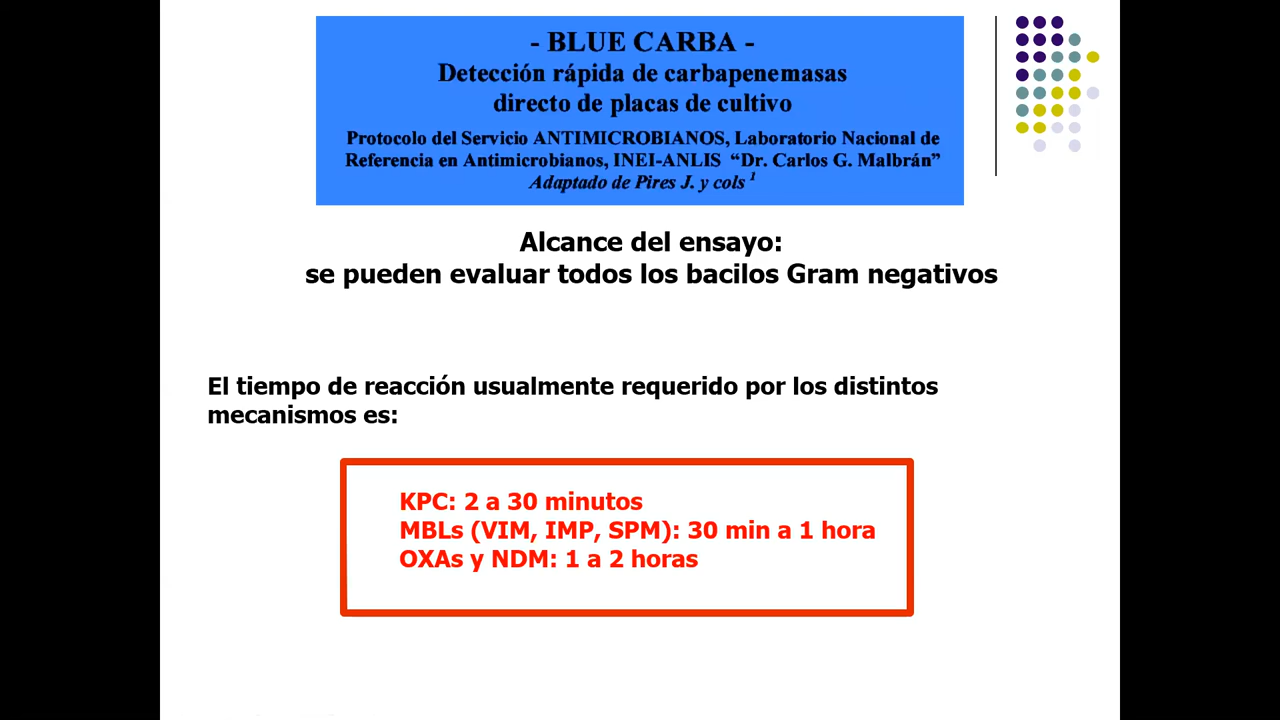 - BLUE CARBA -
Detección rápida de carbapenemasas
directo de placas de cultivo
Protocolo del Servicio ANTIMICROBIANOS, Laboratorio Nacional de
Referencia en Antimicrobianos, INEI-ANLIS “Dr. Carlos G. Malbrán”
Adaptado de Pires J. y cols 1
Alcance del ensayo:
se pueden evaluar todos los bacilos Gram negativos
El tiempo de reacción usualmente requerido por los distintos
mecanismos es:
KPC: 2 a 30 minutos
MBLs (VIM, IMP, SPM): 30 min a 1 hora
OXAs y NDM: 1 a 2 horas